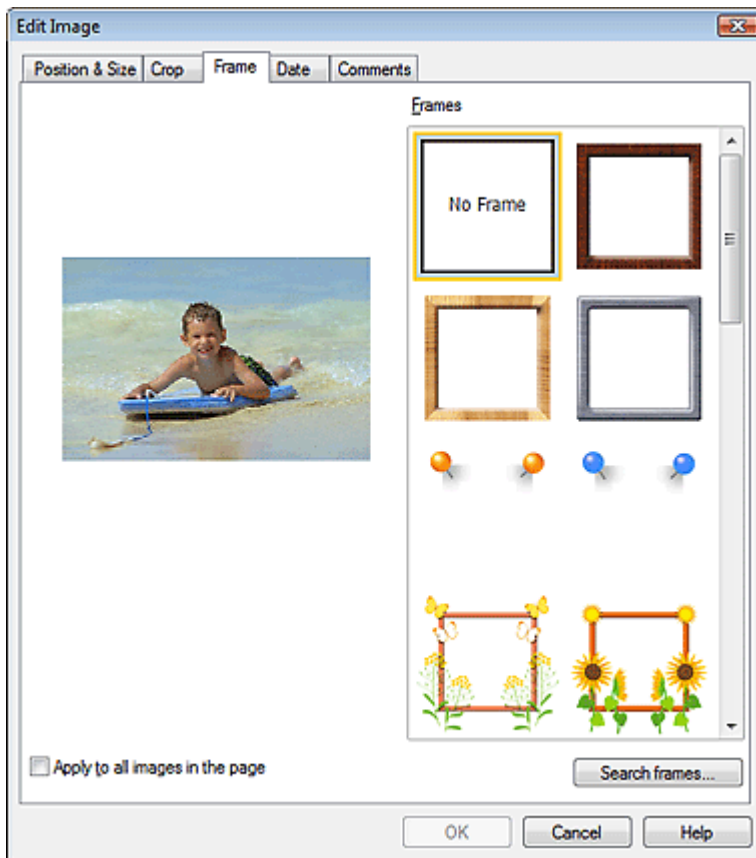 Edit Image
Position & Size Crop Frame Date Comments
Frames
No Frame
Apply to all images in the page
Search frames...
OK Cancel Help